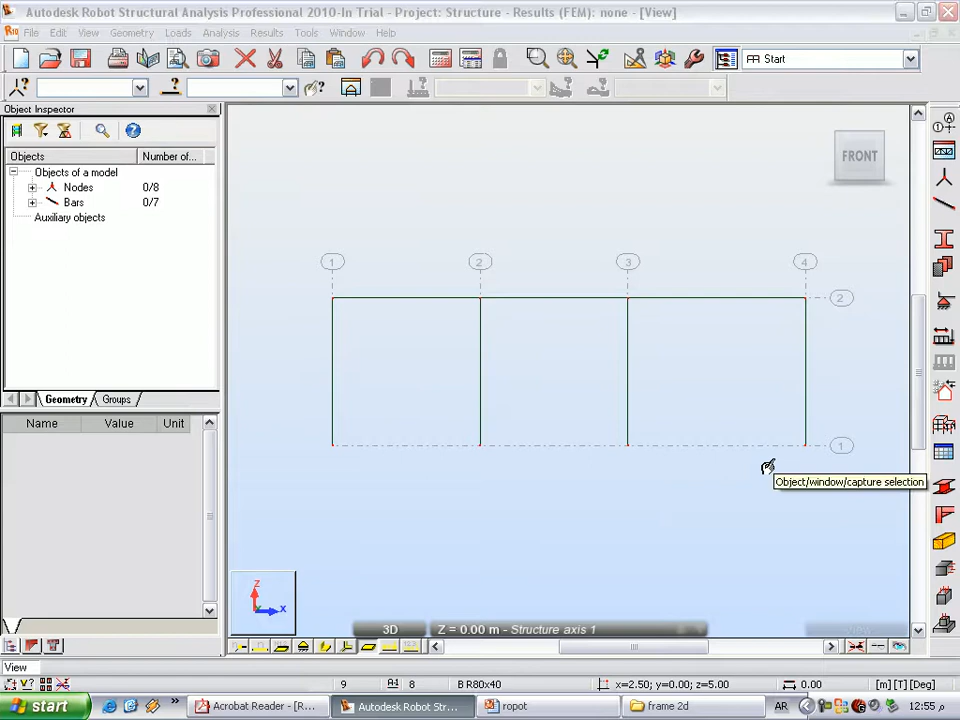 Autodesk Robot Structural Analysis Professional 2010-In Trial - Project: Structure - Results (FEM): none - [View]
File Edit View Geometry Loads Analysis Results Tools Window Help
Start
Object Inspector
Objects Number of...
Objects of a model
Nodes 0/8
Bars 0/7
Auxiliary objects
Geometry Groups
Name Value Unit
FRONT
1 2 3 4
2
1
Object/window/capture selection
Z
X
3D Z = 0.00 m - Structure axis 1
View
9 8 B R80x40 x=2.50; y=0.00; z=5.00 0.00 [m] [T] [Deg]
start Acrobat Reader - [R... Autodesk Robot Stru... ropot frame 2d AR 12:55 م